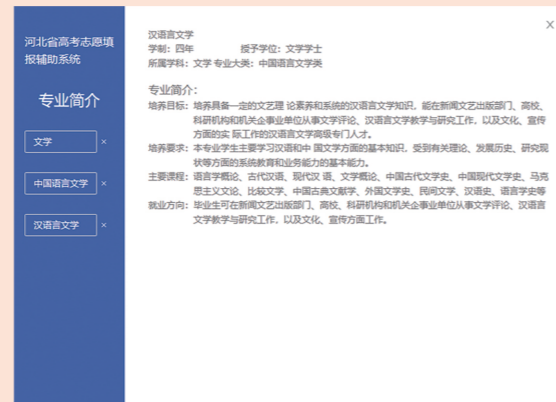 河北省高考志愿填
报辅助系统
专业简介
文学 ×
中国语言文学 ×
汉语言文学 ×
X
汉语言文学
学制：四年 授予学位：文学学士
所属学科：文学 专业大类：中国语言文学类
专业简介：
培养目标：培养具备一定的文艺理 论素养和系统的汉语言文学知识，能在新闻文艺出版部门、高校、
科研机构和机关企事业单位从事文学评论、汉语言文学教学与研究工作，以及文化、宣传
方面的实 际工作的汉语言文学高级专门人才。
培养要求：本专业学生主要学习汉语和中 国文学方面的基本知识，受到有关理论、发展历史、研究现
状等方面的系统教育和业务能力的基本能力。
主要课程：语言学概论、古代汉语、现代汉 语、文学概论、中国古代文学史、中国现代文学史、马克
思主义文论、比较文学、中国古典文献学、外国文学史、民间文学、汉语史、语言学史等
就业方向：毕业生可在新闻文艺出版部门、高校、科研机构和机关企事业单位从事文学评论、汉语言
文学教学与研究工作，以及文化、宣传方面工作。